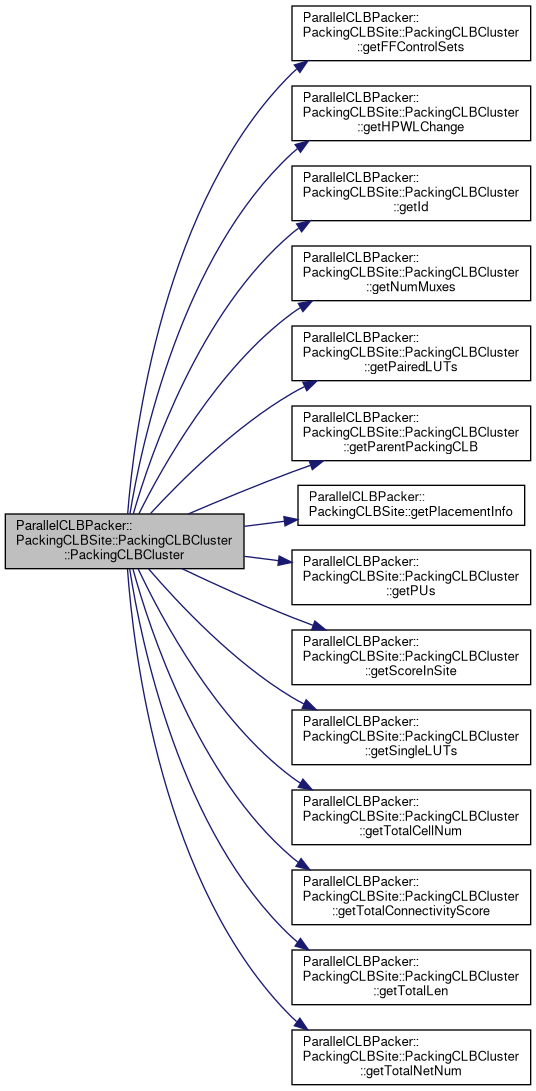 ParallelCLBPacker::
PackingCLBSite::PackingCLBCluster
::getFFControlSets
ParallelCLBPacker::
PackingCLBSite::PackingCLBCluster
::getHPWLChange
ParallelCLBPacker::
PackingCLBSite::PackingCLBCluster
::getId
ParallelCLBPacker::
PackingCLBSite::PackingCLBCluster
::getNumMuxes
ParallelCLBPacker::
PackingCLBSite::PackingCLBCluster
::getPairedLUTs
ParallelCLBPacker::
PackingCLBSite::PackingCLBCluster
::getParentPackingCLB
ParallelCLBPacker::
PackingCLBSite::getPlacementInfo
ParallelCLBPacker::
PackingCLBSite::PackingCLBCluster
::PackingCLBCluster
ParallelCLBPacker::
PackingCLBSite::PackingCLBCluster
::getPUs
ParallelCLBPacker::
PackingCLBSite::PackingCLBCluster
::getScoreInSite
ParallelCLBPacker::
PackingCLBSite::PackingCLBCluster
::getSingleLUTs
ParallelCLBPacker::
PackingCLBSite::PackingCLBCluster
::getTotalCellNum
ParallelCLBPacker::
PackingCLBSite::PackingCLBCluster
::getTotalConnectivityScore
ParallelCLBPacker::
PackingCLBSite::PackingCLBCluster
::getTotalLen
ParallelCLBPacker::
PackingCLBSite::PackingCLBCluster
::getTotalNetNum